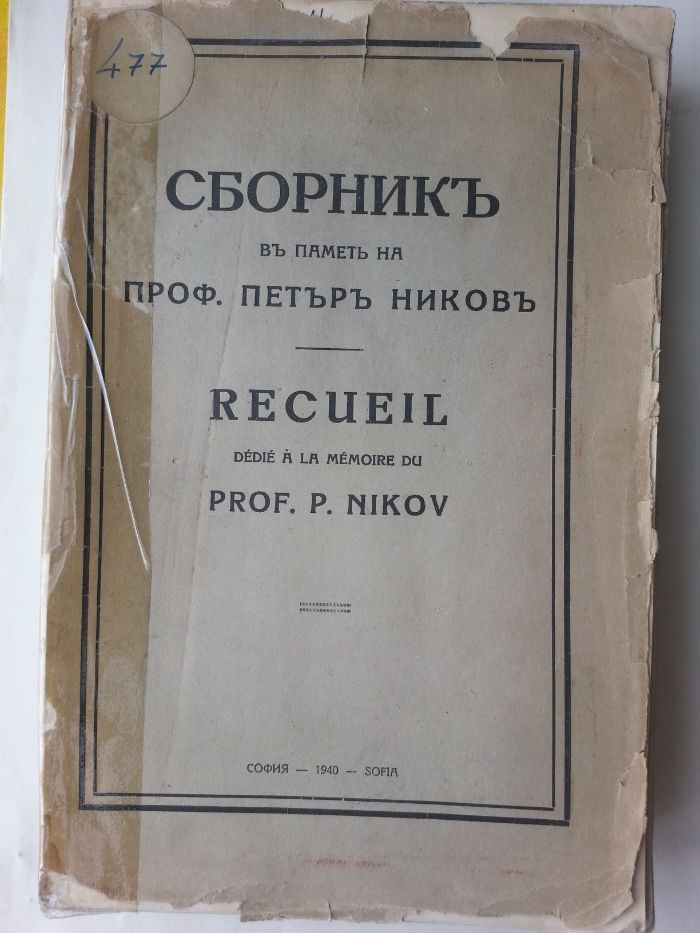 477
СБОРНИКЪ
ВЪ ПАМЕТЬ НА
ПРОФ. ПЕТЪРЪ НИКОВЪ
RECUEIL
DÉDIÉ À LA MÉMOIRE DU
PROF. P. NIKOV
СОФИЯ — 1940 — SOFIA